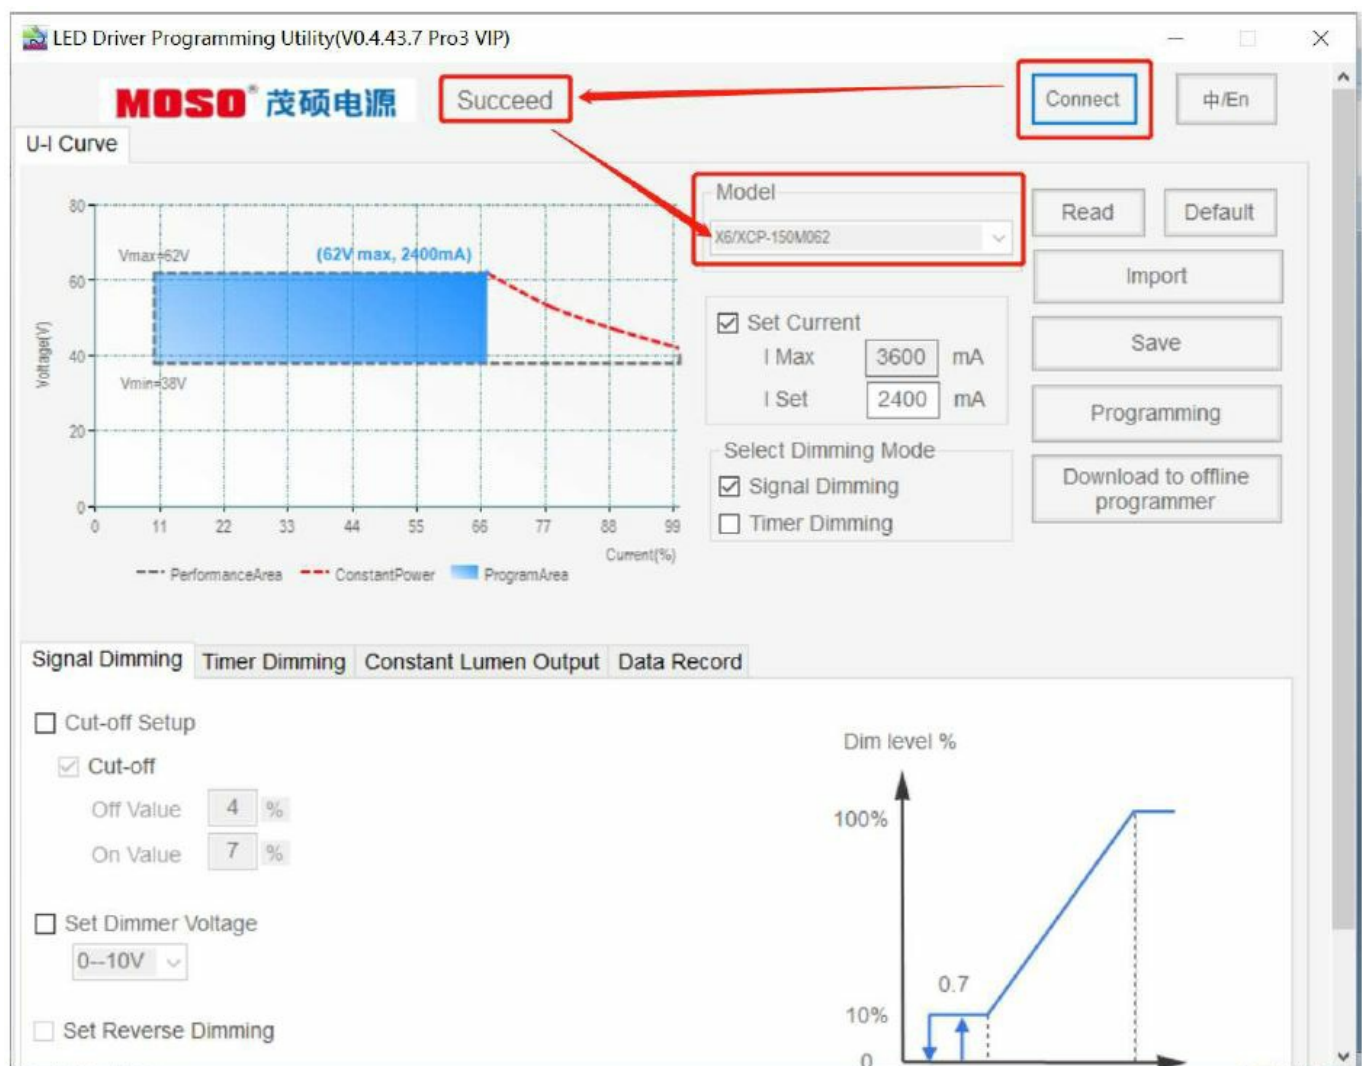 LED Driver Programming Utility(V0.4.43.7 Pro3 VIP)
MOSO® 茂硕电源
Succeed
Connect
中/En
U-I Curve
Model
X6/XCP-150M062
Read
Default
Import
Save
Programming
Download to offline
programmer
80
60
40
20
0
Voltage(V)
Vmax=62V
(62V max, 2400mA)
Vmin=38V
0 11 22 33 44 55 66 77 88 99
Current(%)
PerformanceArea ConstantPower ProgramArea
Set Current
I Max 3600 mA
I Set 2400 mA
Select Dimming Mode
Signal Dimming
Timer Dimming
Signal Dimming Timer Dimming Constant Lumen Output Data Record
Cut-off Setup
Cut-off
Off Value 4 %
On Value 7 %
Set Dimmer Voltage
0--10V
Set Reverse Dimming
Dim level %
100%
0.7
10%
0